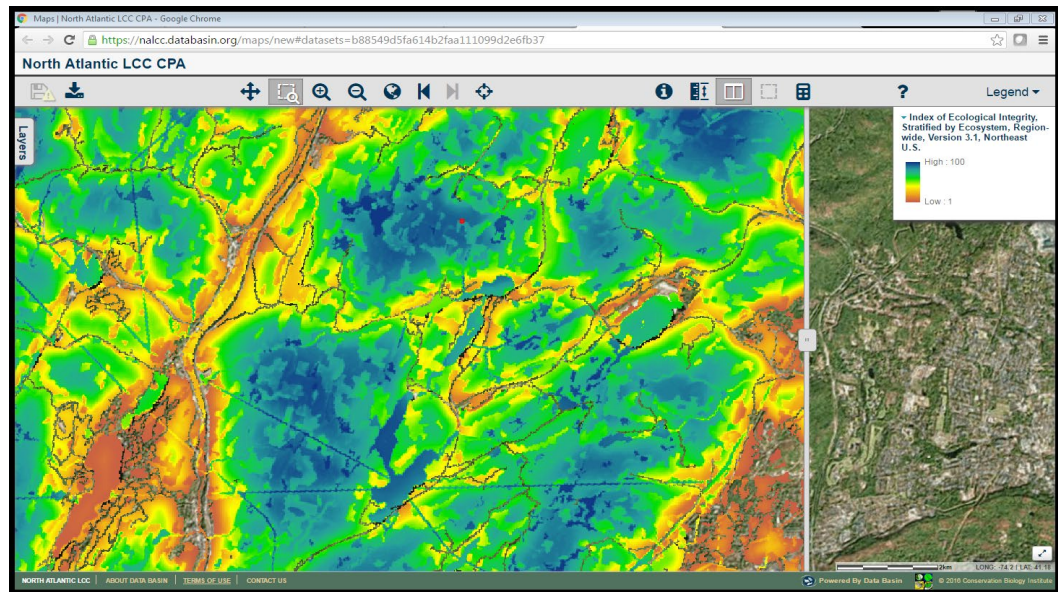 Maps | North Atlantic LCC CPA - Google Chrome
https://nalcc.databasin.org/maps/new#datasets=b88549d5fa614b2faa111099d2e6fb37
North Atlantic LCC CPA
? Legend
Layers
Index of Ecological Integrity,
Stratified by Ecosystem, Region-
wide, Version 3.1, Northeast
U.S.
High : 100
Low : 1
2km LONG: -74.2 | LAT: 41.18
NORTH ATLANTIC LCC | ABOUT DATA BASIN | TERMS OF USE | CONTACT US
Powered By Data Basin © 2016 Conservation Biology Institute